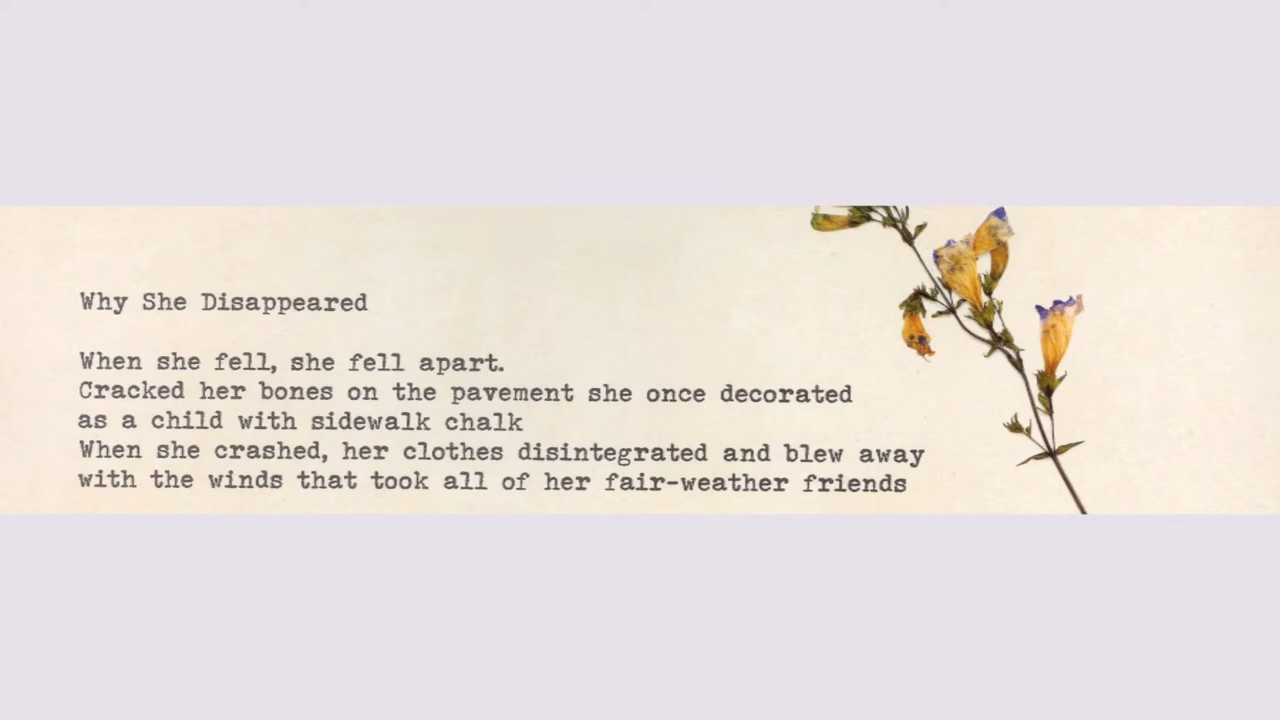 Why She Disappeared
When she fell, she fell apart.
Cracked her bones on the pavement she once decorated
as a child with sidewalk chalk
When she crashed, her clothes disintegrated and blew away
with the winds that took all of her fair-weather friends